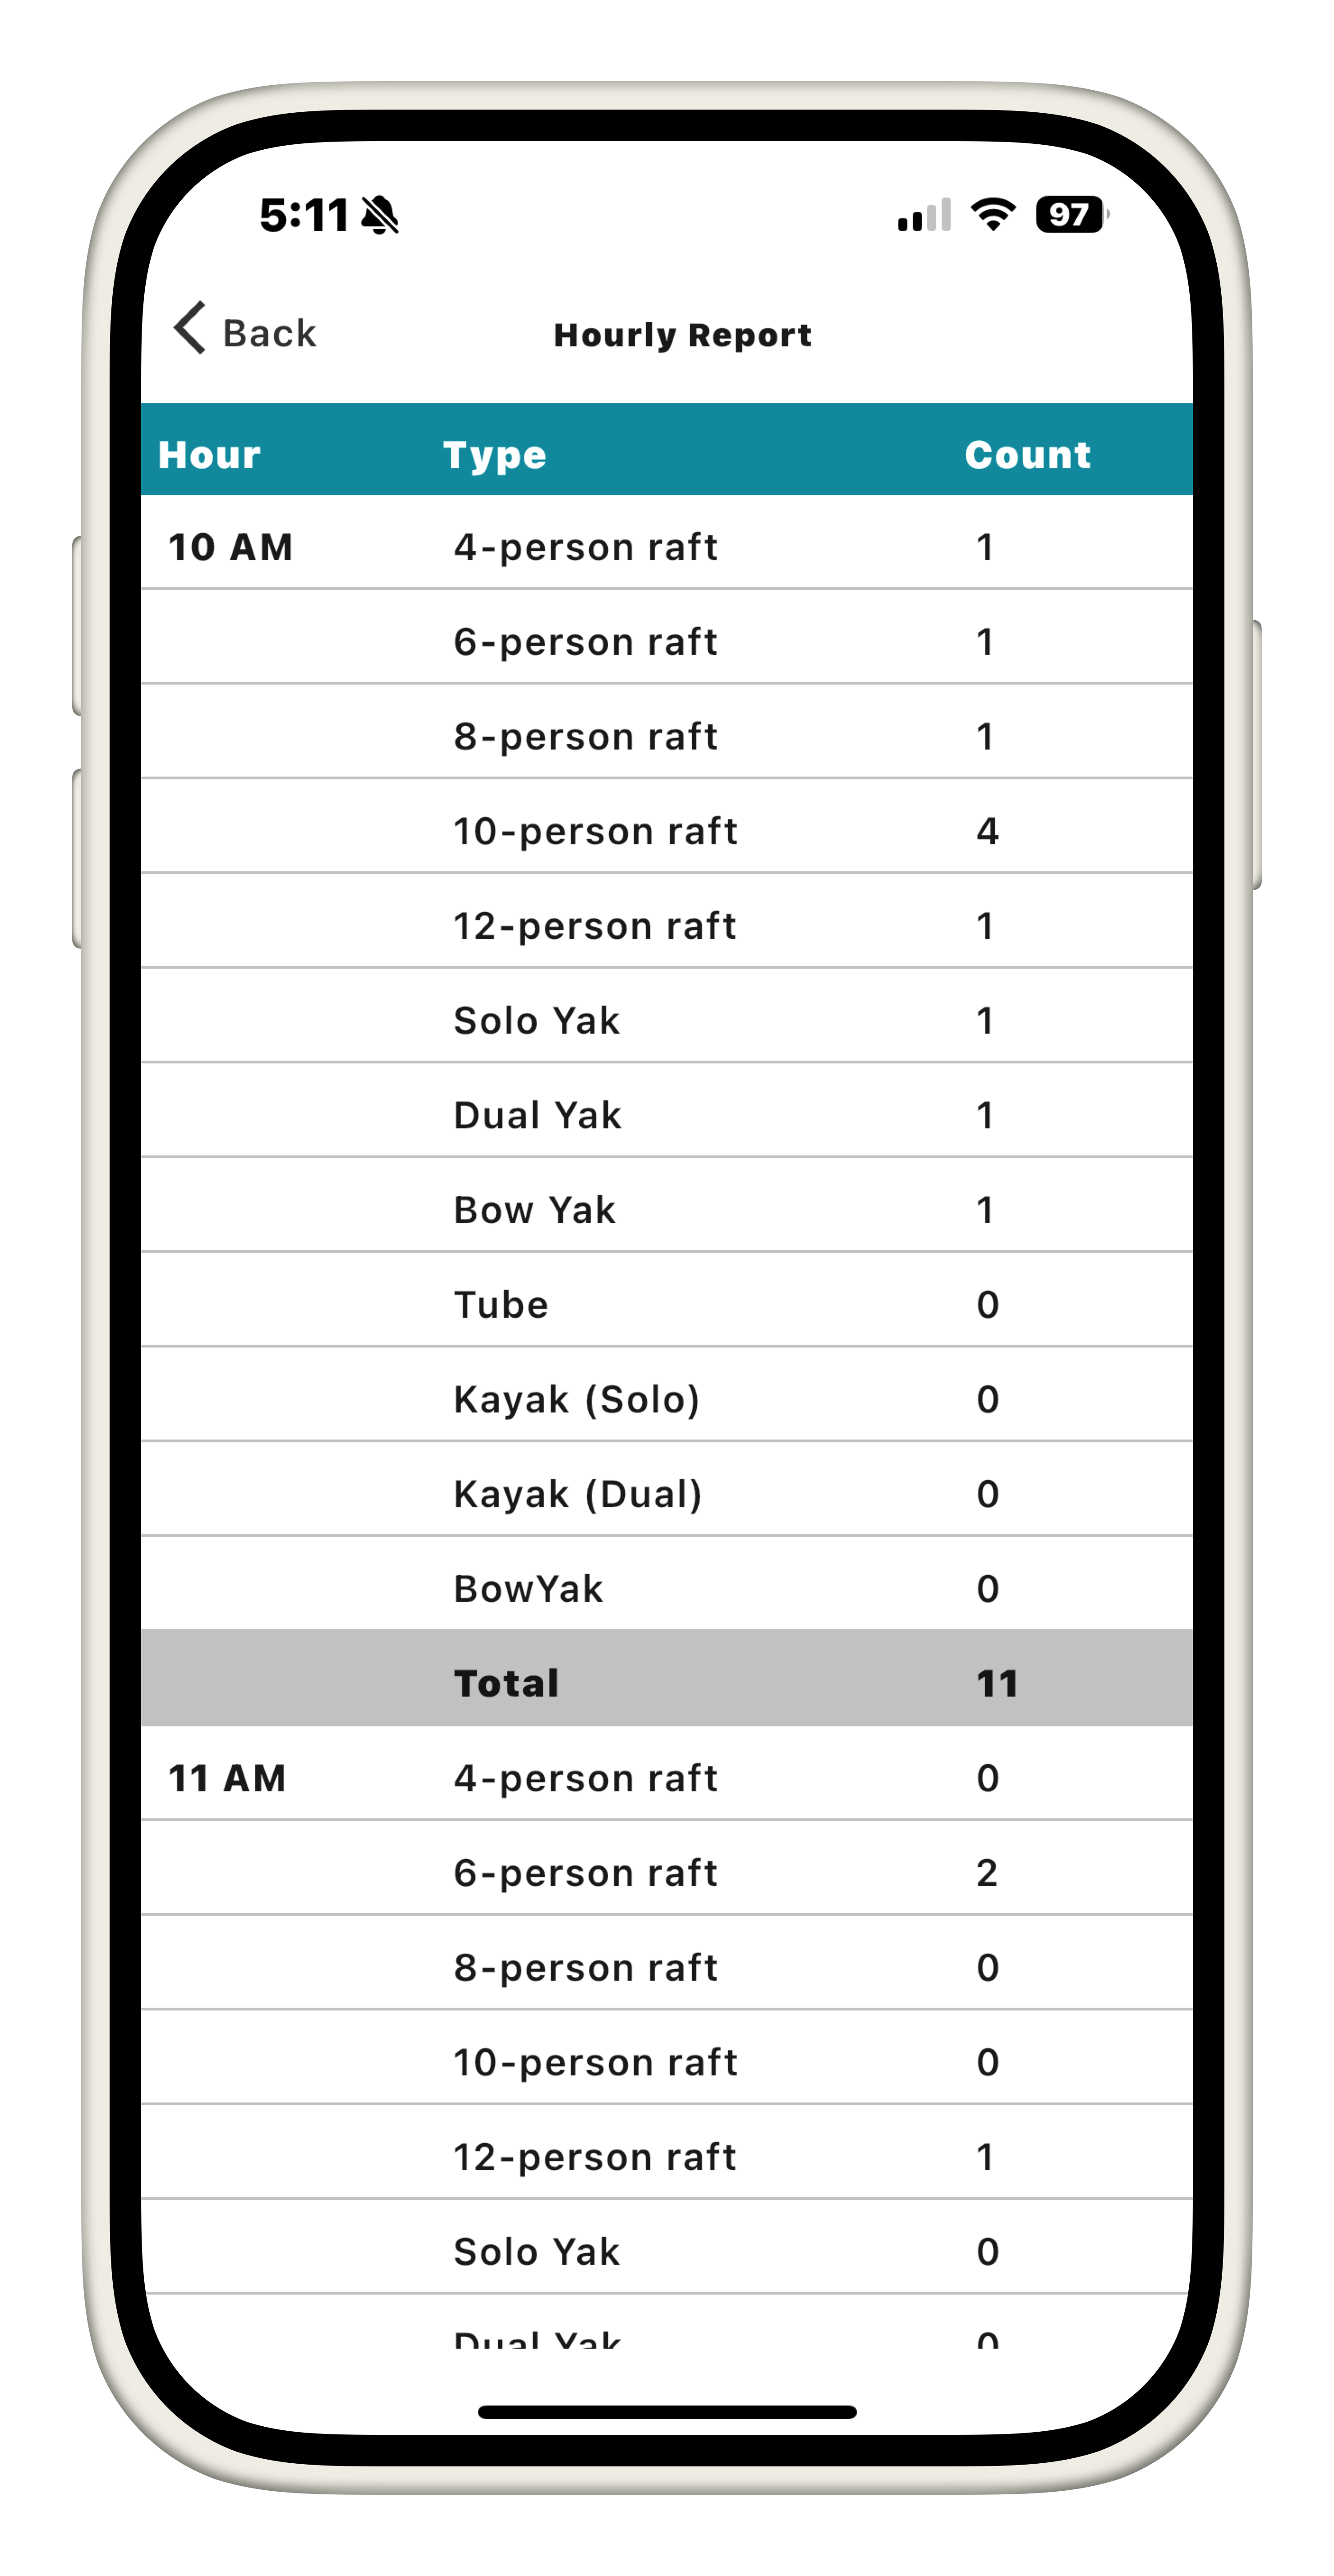 5:11 97
Back Hourly Report
Hour Type Count
10 AM 4-person raft 1
6-person raft 1
8-person raft 1
10-person raft 4
12-person raft 1
Solo Yak 1
Dual Yak 1
Bow Yak 1
Tube 0
Kayak (Solo) 0
Kayak (Dual) 0
BowYak 0
Total 11
11 AM 4-person raft 0
6-person raft 2
8-person raft 0
10-person raft 0
12-person raft 1
Solo Yak 0
Dual Yak 0